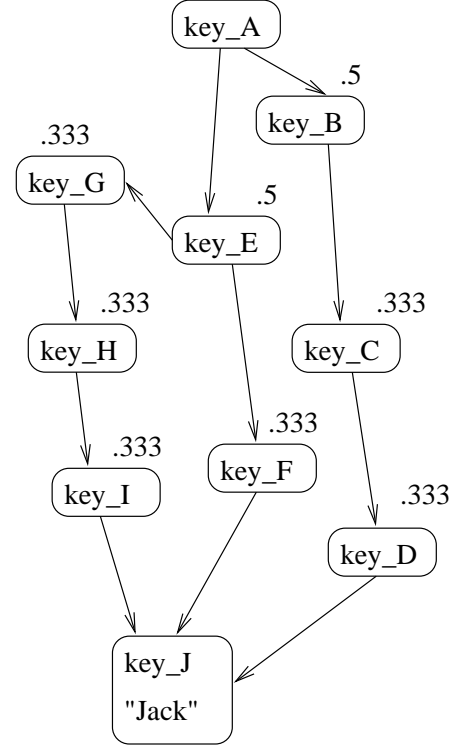 key_A
.5
key_B
.333
key_G
.5
key_E
.333
.333
key_H
key_C
.333
.333
key_F
key_I
.333
key_D
key_J
"Jack"